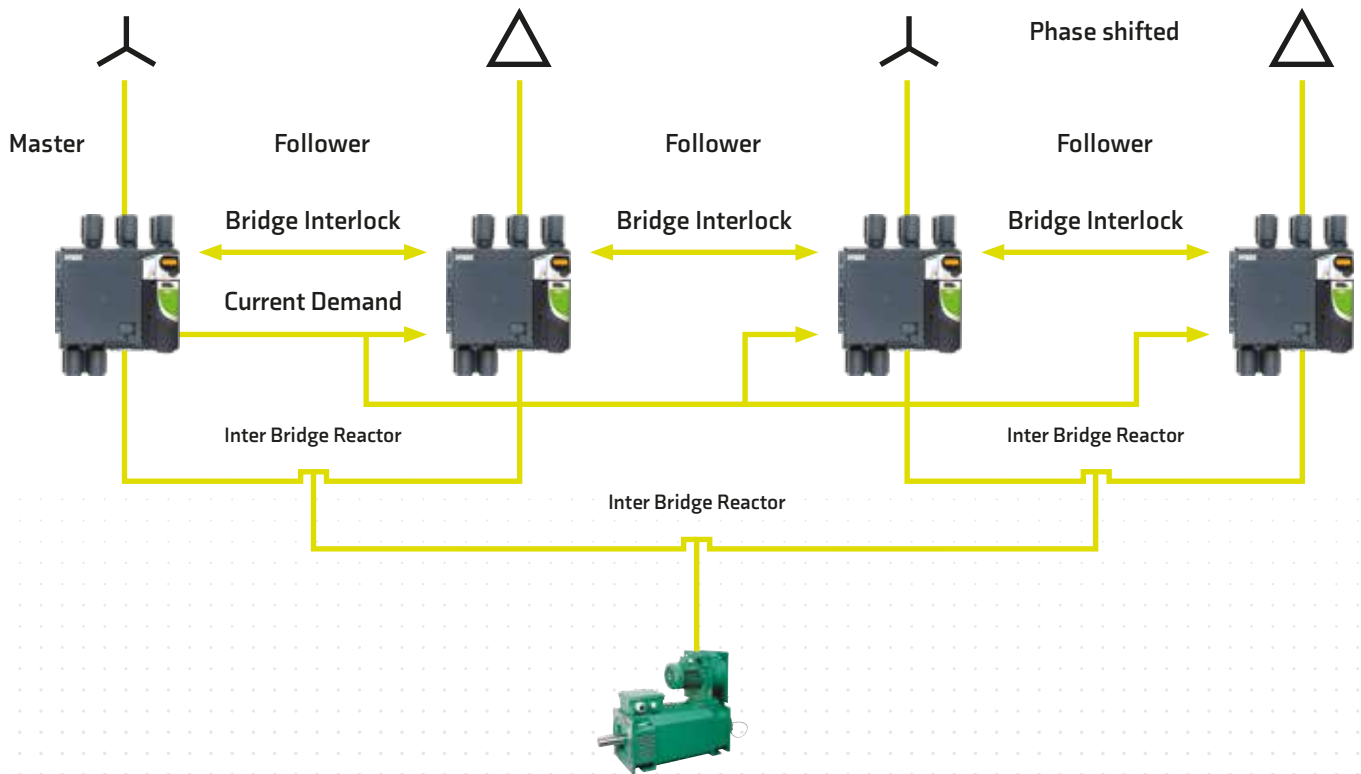 Phase shifted
Master
Follower
Follower
Follower
Bridge Interlock
Bridge Interlock
Bridge Interlock
Current Demand
Inter Bridge Reactor
Inter Bridge Reactor
Inter Bridge Reactor